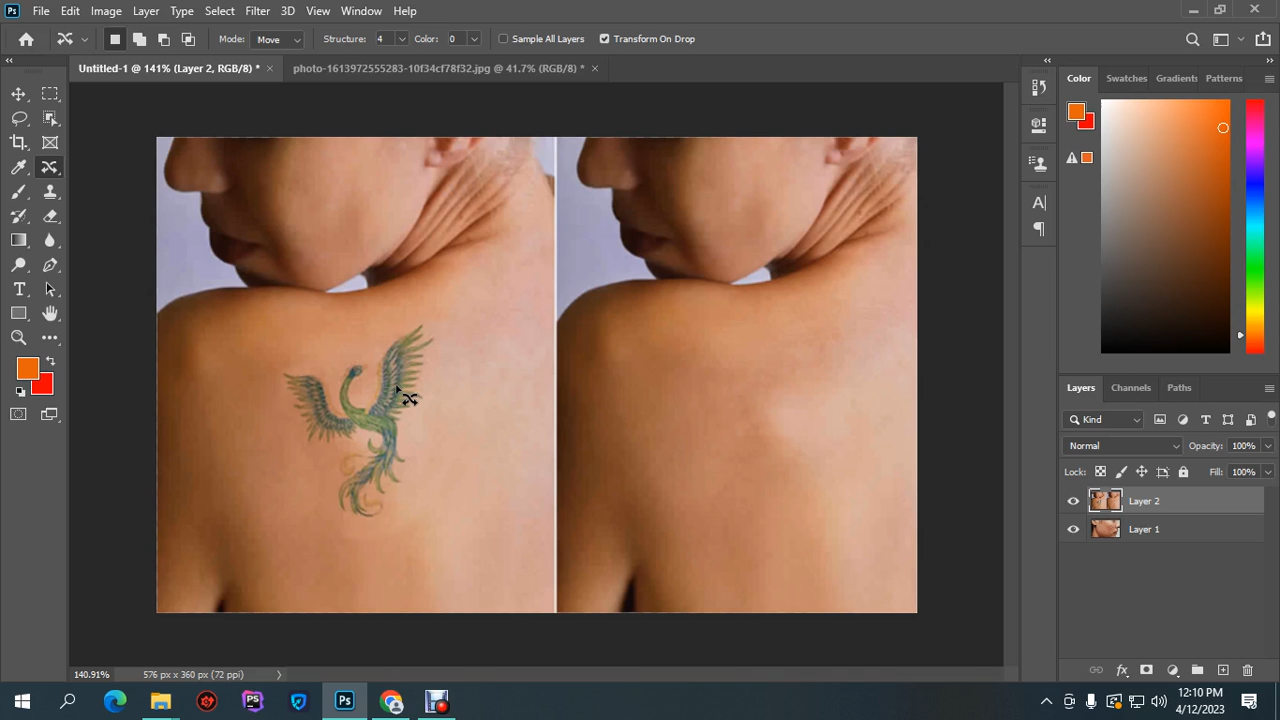 Ps File Edit Image Layer Type Select Filter 3D View Window Help
Mode: Move Structure: 4 Color: 0 Sample All Layers Transform On Drop
Untitled-1 @ 141% (Layer 2, RGB/8) * photo-1613972555283-10f34cf78f32.jpg @ 41.7% (RGB/8) *
Color Swatches Gradients Patterns
Layers Channels Paths
Kind
Normal Opacity: 100%
Lock: Fill: 100%
Layer 2
Layer 1
140.91% 576 px x 360 px (72 ppi)
Ps Ps
12:10 PM
4/12/2023